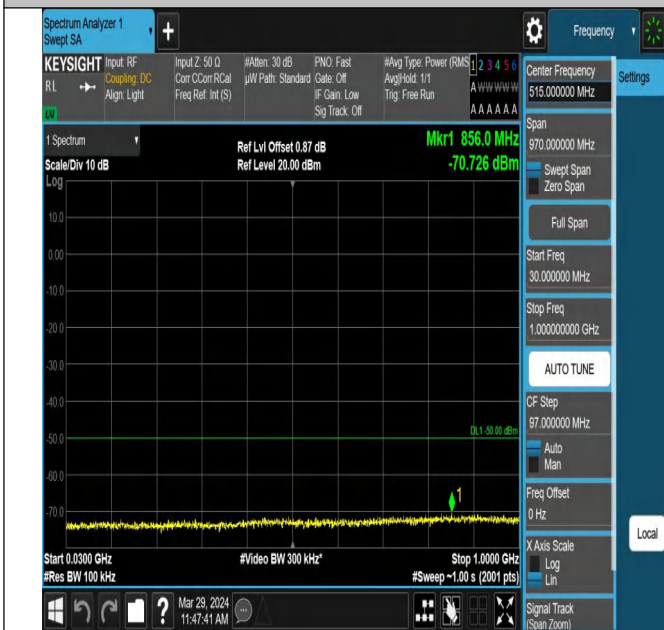 Spectrum Analyzer 1
Swept SA
+
Frequency
KEYSIGHT
RL
LXI
Input: RF
Coupling: DC
Align: Light
Input Z: 50 Ω
Corr CCorr RCal
Freq Ref: Int (S)
#Atten: 30 dB
µW Path: Standard
PNO: Fast
Gate: Off
IF Gain: Low
Sig Track: Off
#Avg Type: Power (RMS
Avg|Hold: 1/1
Trig: Free Run
1 2 3 4 5 6
A W W W W W
A A A A A A
Center Frequency
515.000000 MHz
Settings
Span
970.000000 MHz
Swept Span
Zero Span
Full Span
Start Freq
30.000000 MHz
Stop Freq
1.000000000 GHz
AUTO TUNE
CF Step
97.000000 MHz
Auto
Man
Freq Offset
0 Hz
X Axis Scale
Log
Lin
Signal Track
(Span Zoom)
Local
1 Spectrum
Scale/Div 10 dB
Ref Lvl Offset 0.87 dB
Ref Level 20.00 dBm
Mkr1 856.0 MHz
-70.726 dBm
Log
10.0
0.00
-10.0
-20.0
-30.0
-40.0
-50.0
-60.0
-70.0
DL1 -50.00 dBm
1
Start 0.0300 GHz
#Res BW 100 kHz
#Video BW 300 kHz*
Stop 1.0000 GHz
#Sweep ~1.00 s (2001 pts)
?
Mar 29, 2024
11:47:41 AM